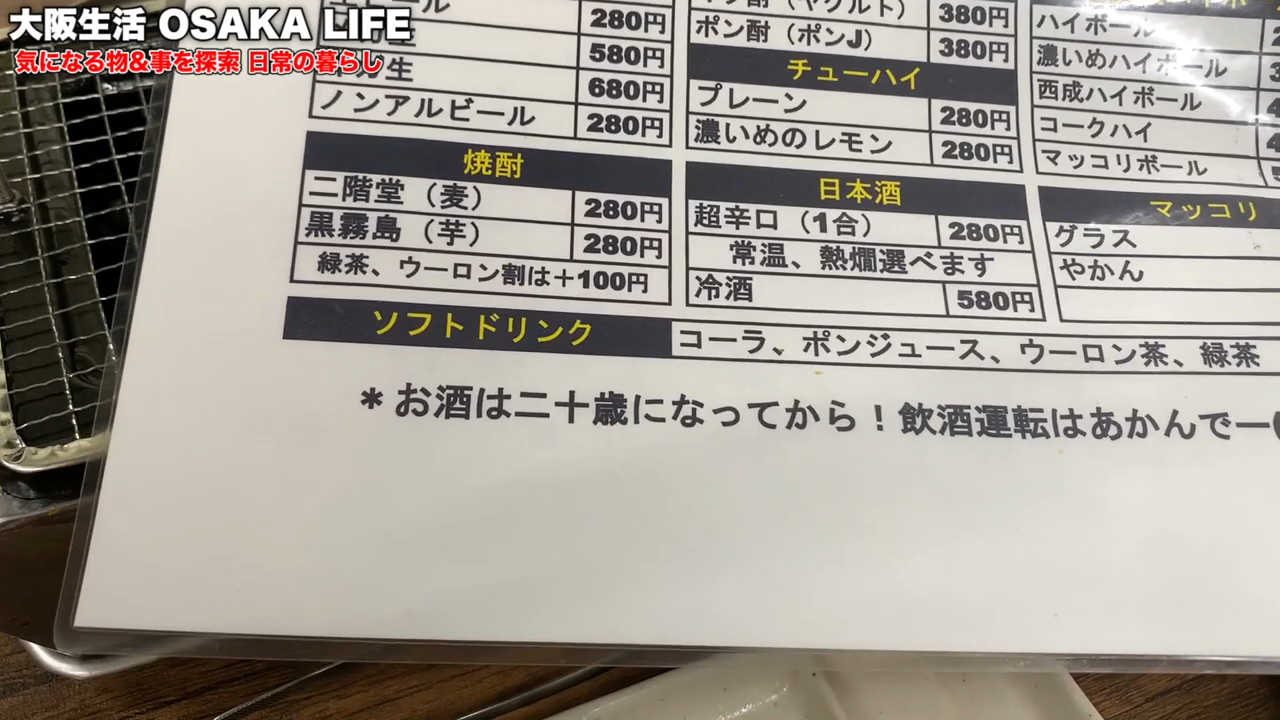 大阪生活 OSAKA LIFE
気になる物&事を探索 日常の暮らし
280円
580円
生
680円
ノンアルビール
280円
焼酎
二階堂（麦）
280円
黒霧島（芋）
280円
緑茶、ウーロン割は＋100円
（ヤクルト）
380円
ポン酎（ポンJ）
380円
チューハイ
プレーン
280円
濃いめのレモン
280円
日本酒
超辛口（1合）
280円
常温、熱燗選べます
冷酒
580円
ハイボール
濃いめハイボール
西成ハイボール
コークハイ
マッコリボール
マッコリ
グラス
やかん
ソフトドリンク
コーラ、ポンジュース、ウーロン茶、緑茶
＊お酒は二十歳になってから！飲酒運転はあかんでー